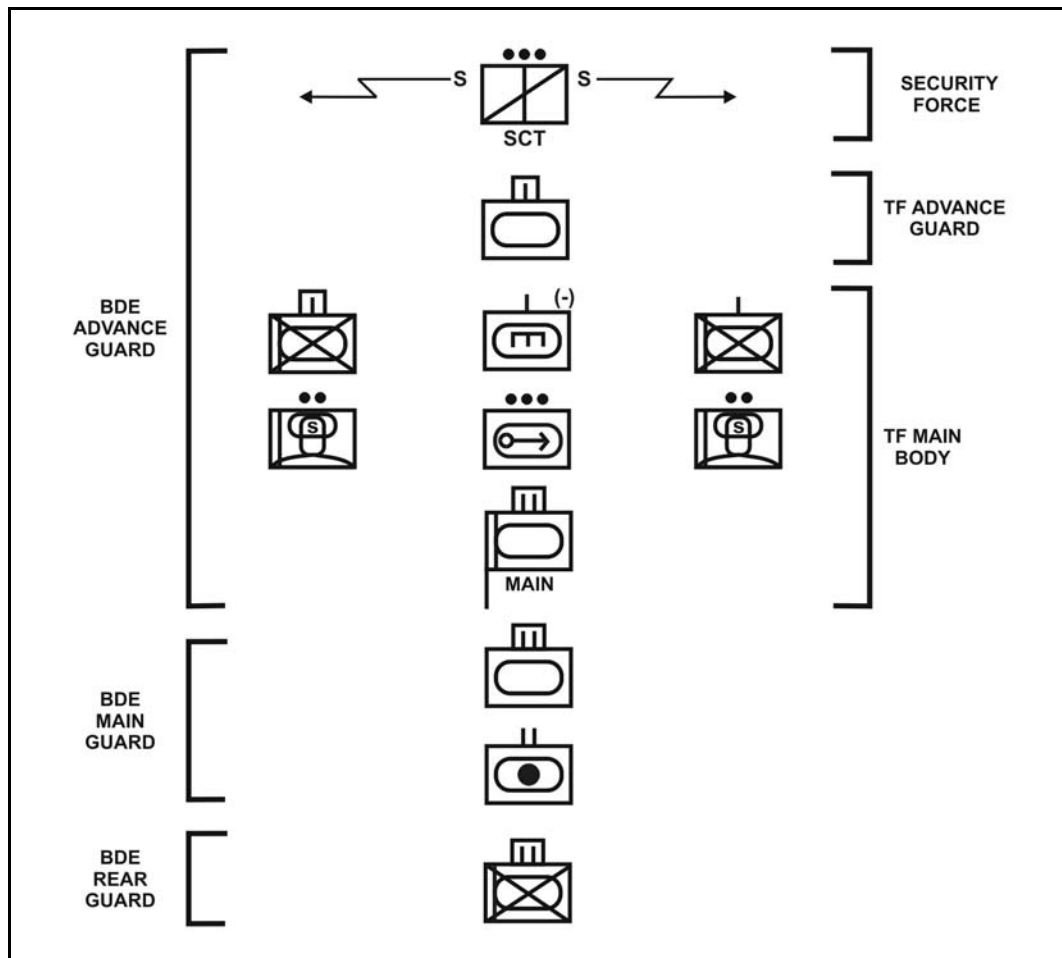 S
S
SCT
SECURITY
FORCE
TF ADVANCE
GUARD
BDE
ADVANCE
GUARD
(-)
S
S
TF MAIN
BODY
MAIN
BDE
MAIN
GUARD
BDE
REAR
GUARD